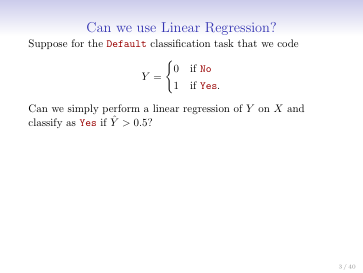 Can we use Linear Regression?
Suppose for the Default classification task that we code
Y = { 0 if No
1 if Yes.
Can we simply perform a linear regression of Y on X and
classify as Yes if Ŷ > 0.5?
3 / 40